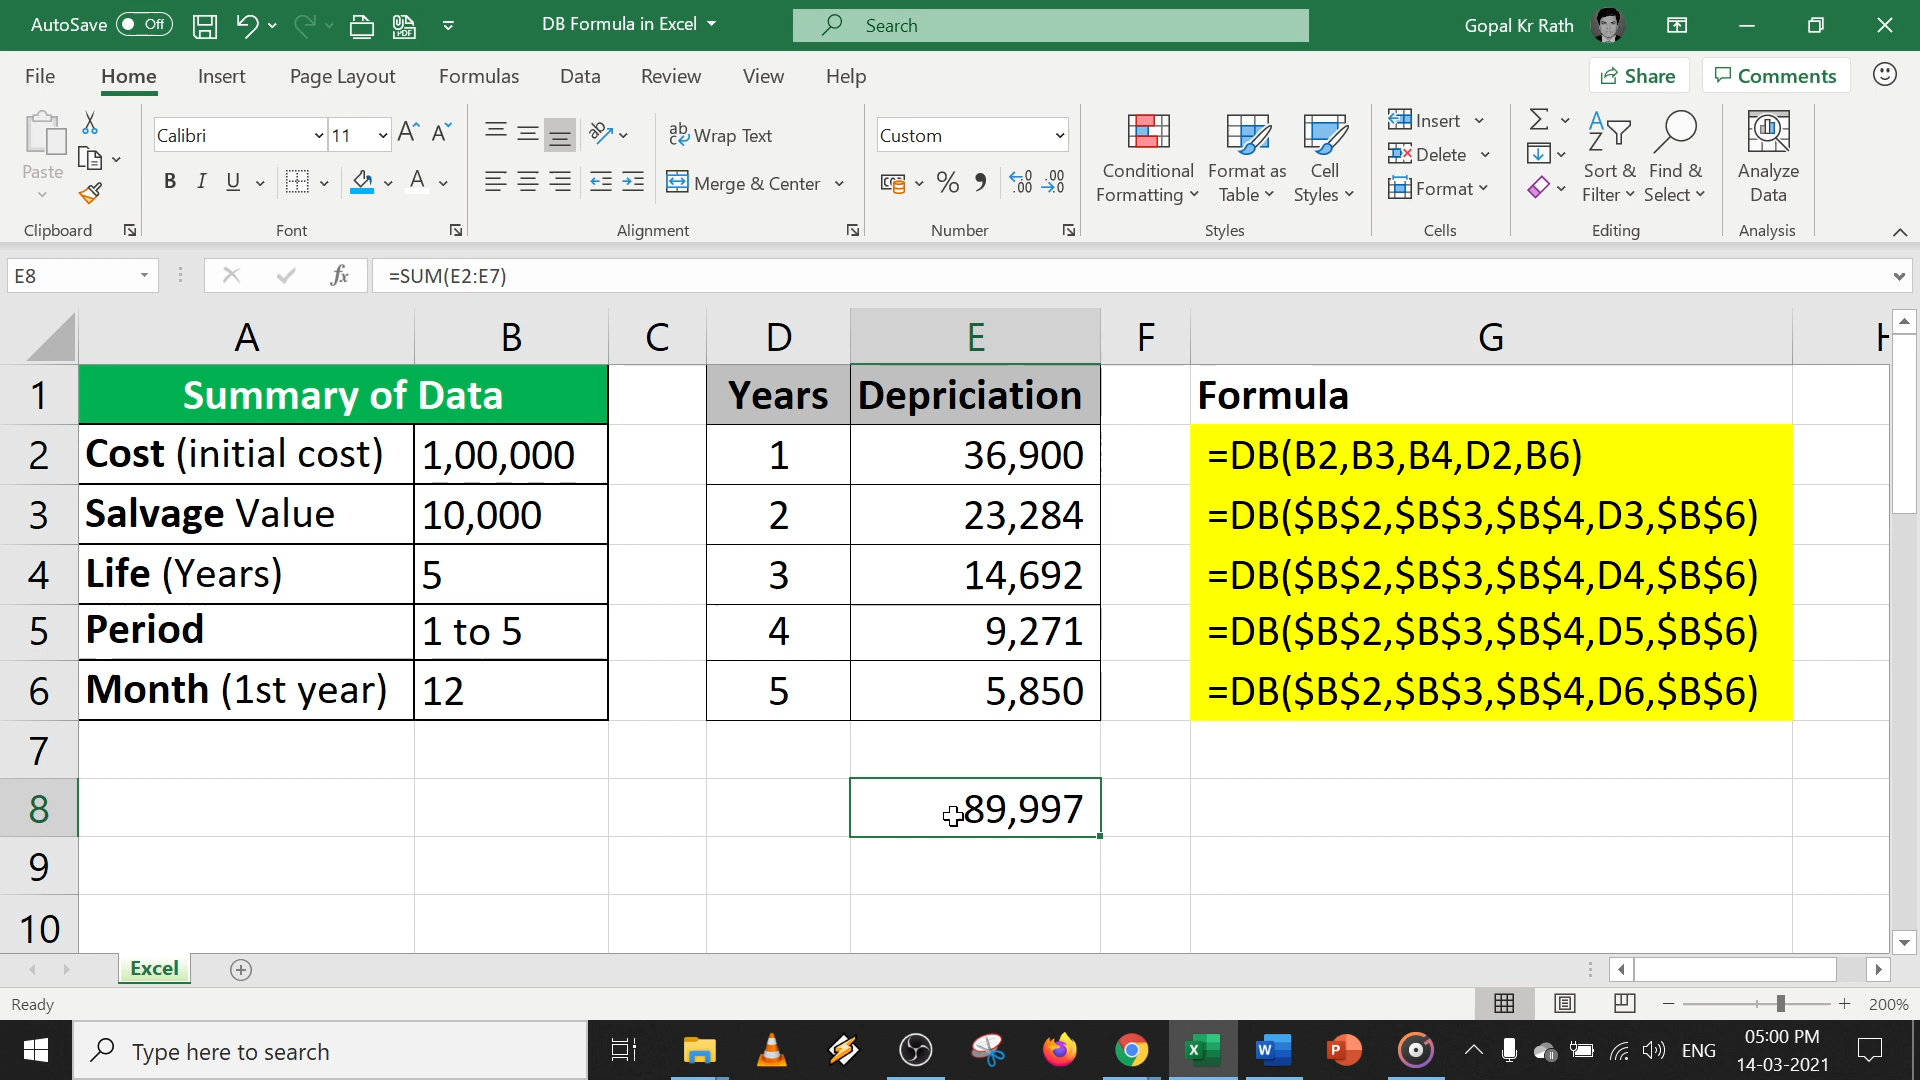 AutoSave Off DB Formula in Excel Search Gopal Kr Rath
File Home Insert Page Layout Formulas Data Review View Help Share Comments
Paste
Calibri 11 A A
B I U A
ab Wrap Text
Merge & Center
Custom
% 9 .00 .00
Conditional Formatting
Format as Table
Cell Styles
Insert
Delete
Format
Sort & Filter
Find & Select
Analyze Data
Clipboard Font Alignment Number Styles Cells Editing Analysis
E8 fx =SUM(E2:E7)
A B C D E F G H
1 Summary of Data Years Depriciation Formula
2 Cost (initial cost) 1,00,000 1 36,900 =DB(B2,B3,B4,D2,B6)
3 Salvage Value 10,000 2 23,284 =DB($B$2,$B$3,$B$4,D3,$B$6)
4 Life (Years) 5 3 14,692 =DB($B$2,$B$3,$B$4,D4,$B$6)
5 Period 1 to 5 4 9,271 =DB($B$2,$B$3,$B$4,D5,$B$6)
6 Month (1st year) 12 5 5,850 =DB($B$2,$B$3,$B$4,D6,$B$6)
7
8 89,997
9
10
Excel
Ready 200%
Type here to search ENG 05:00 PM
14-03-2021